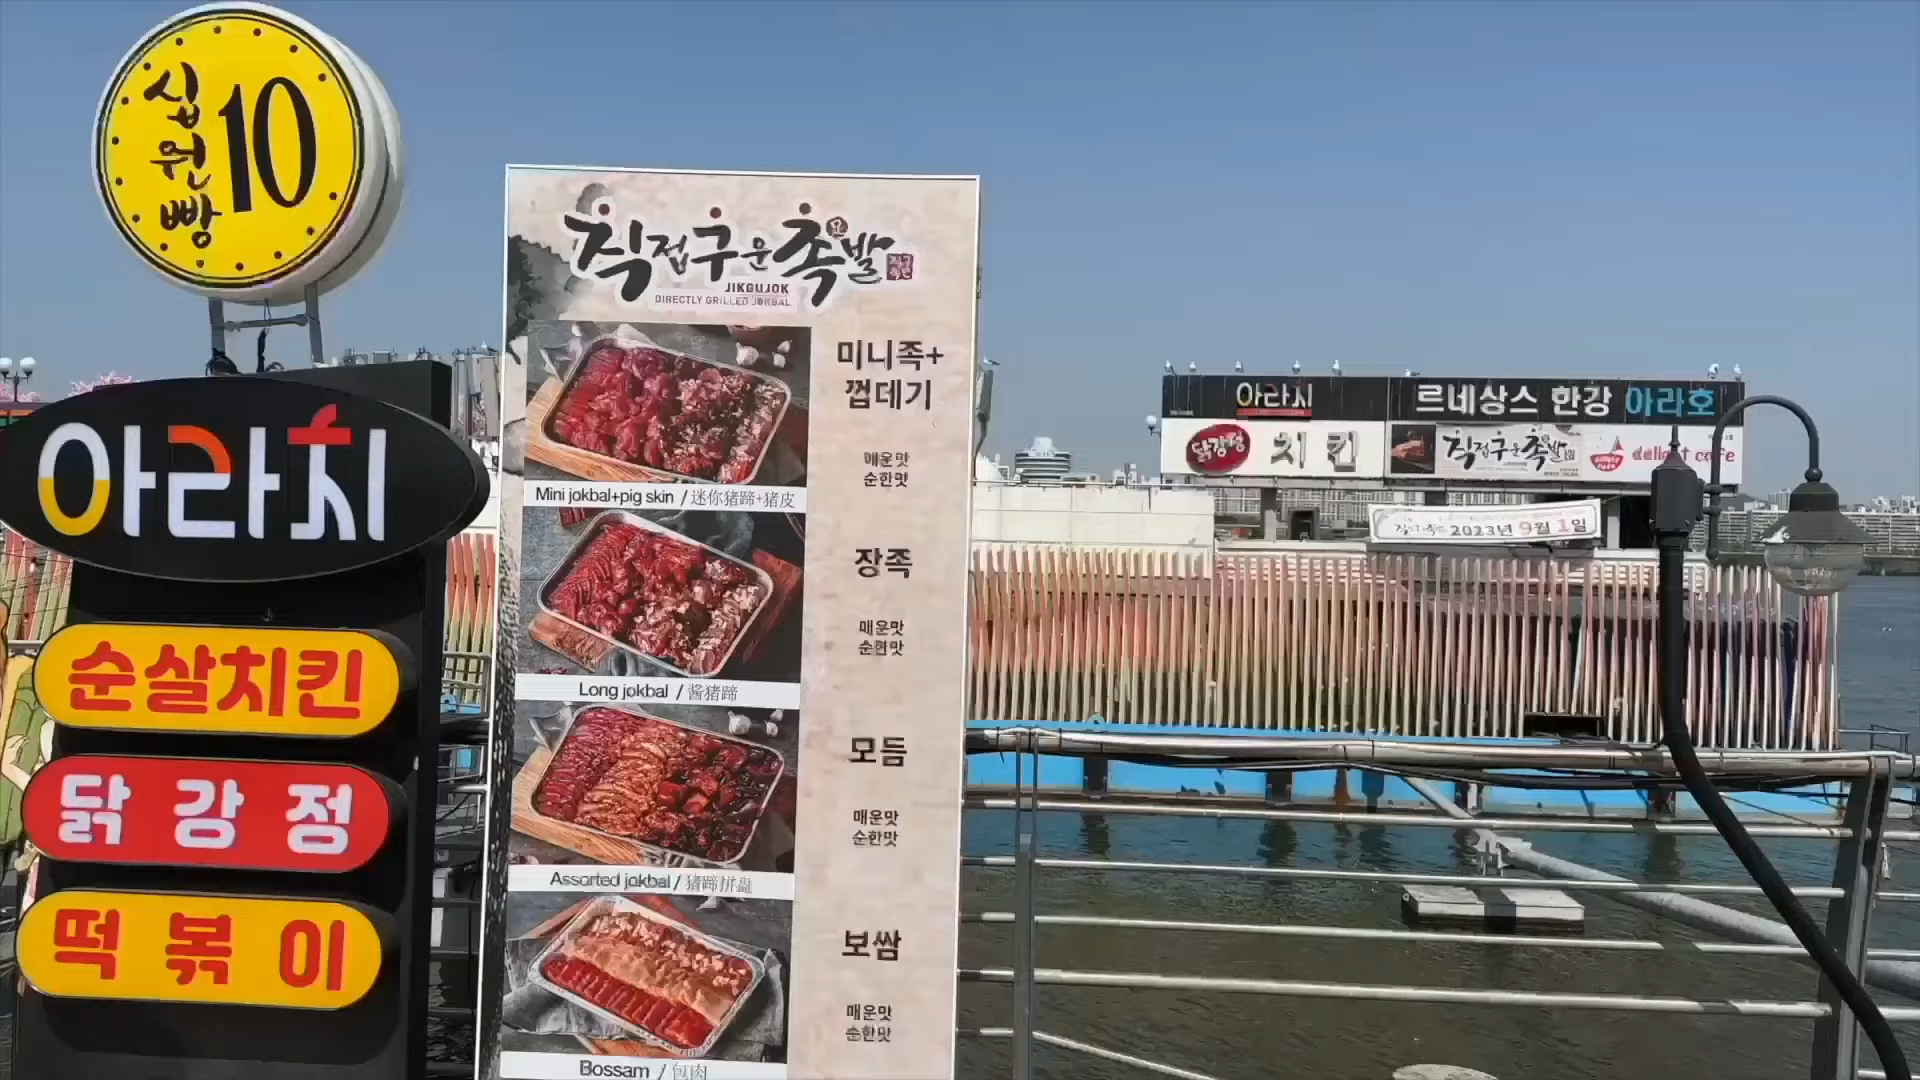 십원빵
10
아라치
순살치킨
닭강정
떡볶이
직접구운족발
JIKGUJOK
DIRECTLY GRILLED JOKBAL
미니족+
껍데기
매운맛
순한맛
Mini jokbal+pig skin / 迷你猪蹄+猪皮
장족
매운맛
순한맛
Long jokbal / 酱猪蹄
모듬
매운맛
순한맛
Assorted jokbal / 猪蹄拼盘
보쌈
매운맛
순한맛
Bossam / 包肉
아라치
르네상스 한강 아라호
닭강정 치킨
직접구운족발
delight cafe
2023년 9월 1일